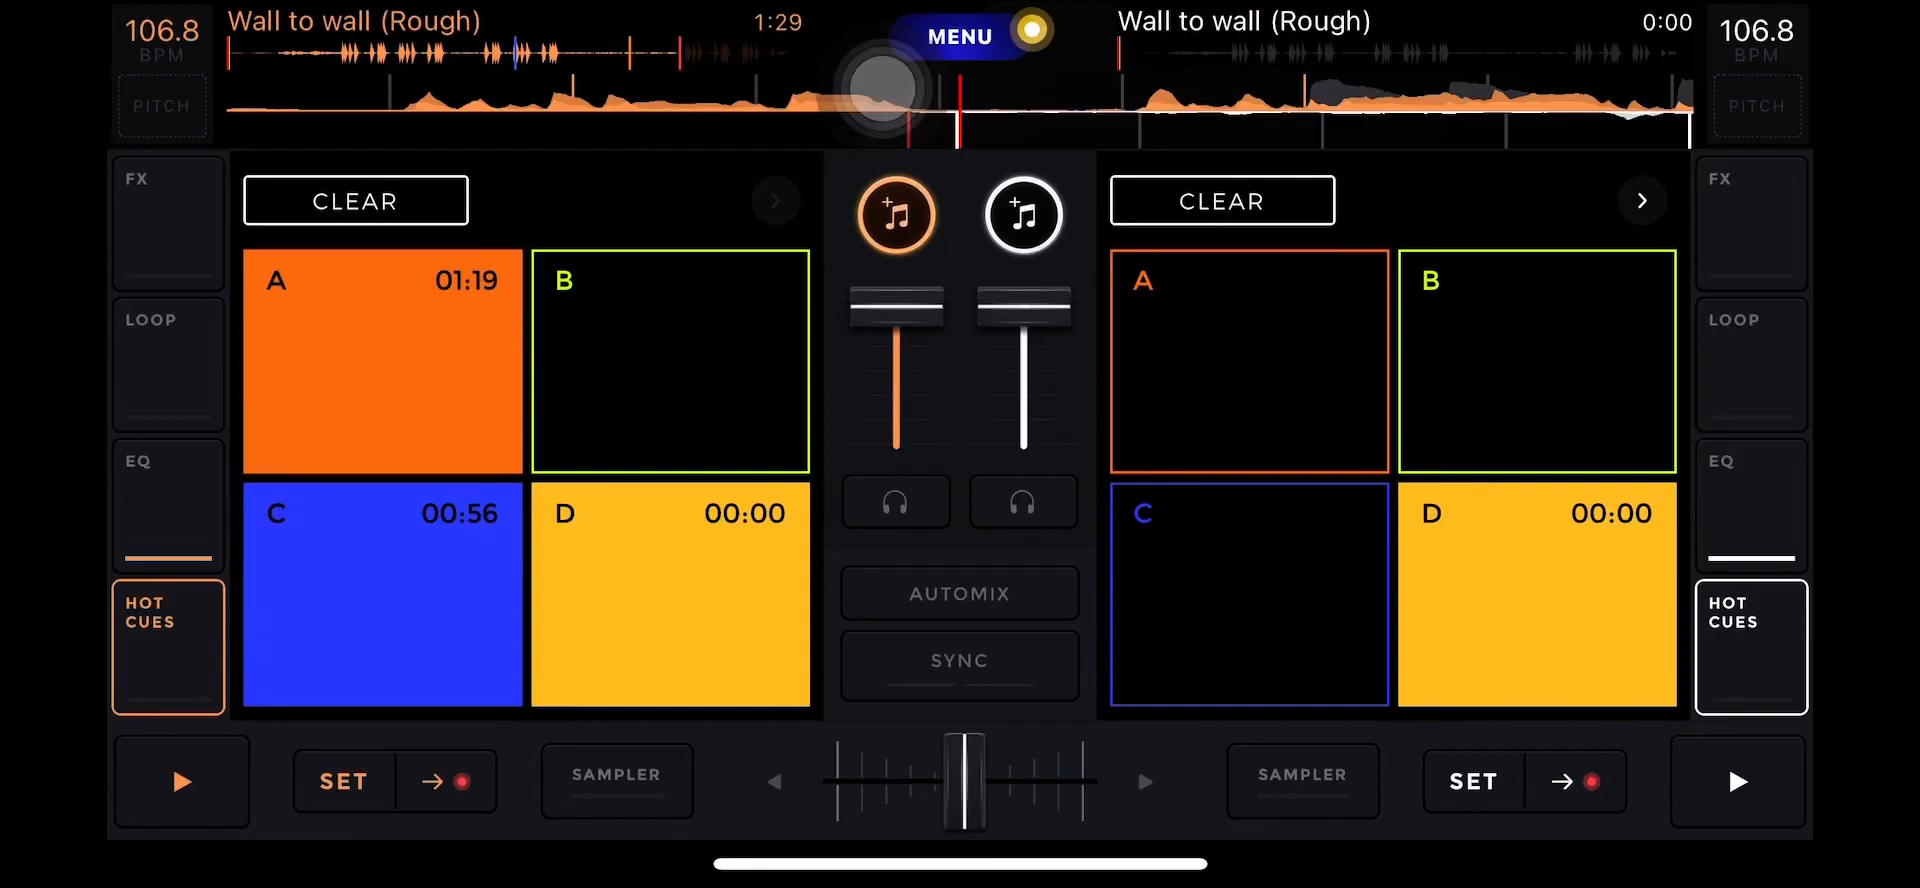 106.8
BPM
PITCH
Wall to wall (Rough)
1:29
MENU
Wall to wall (Rough)
0:00
106.8
BPM
PITCH
FX
LOOP
EQ
HOT
CUES
CLEAR
A 01:19
B
C 00:56
D 00:00
AUTOMIX
SYNC
CLEAR
A
B
C
D 00:00
FX
LOOP
EQ
HOT
CUES
SET
SAMPLER
SAMPLER
SET